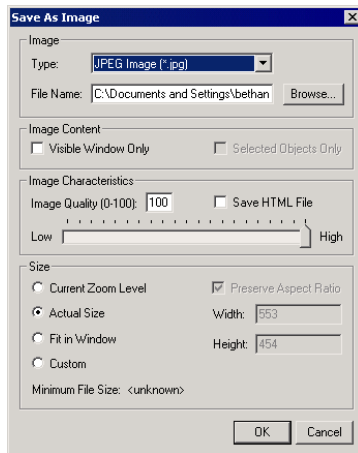 Save As Image
Image
Type: JPEG Image (*.jpg)
File Name: C:\Documents and Settings\bethan Browse...
Image Content
Visible Window Only Selected Objects Only
Image Characteristics
Image Quality (0-100): 100 Save HTML File
Low High
Size
Current Zoom Level Preserve Aspect Ratio
Actual Size Width: 553
Fit in Window Height: 454
Custom
Minimum File Size: <unknown>
OK Cancel